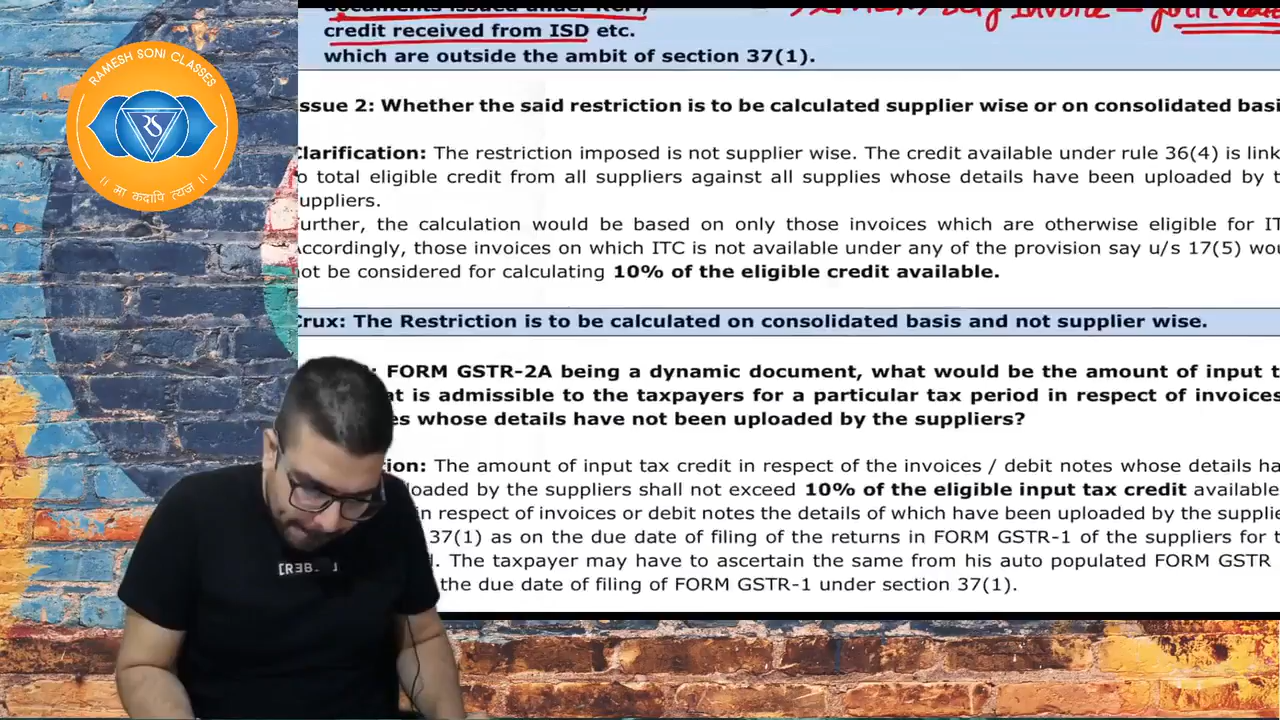 documents issued under RCM,
credit received from ISD etc.
which are outside the ambit of section 37(1).
RAMESH SONI CLASSES
।। मा कदापि त्यज ।।
ssue 2: Whether the said restriction is to be calculated supplier wise or on consolidated basi
Clarification: The restriction imposed is not supplier wise. The credit available under rule 36(4) is link
o total eligible credit from all suppliers against all supplies whose details have been uploaded by t
uppliers.
urther, the calculation would be based on only those invoices which are otherwise eligible for IT
ccordingly, those invoices on which ITC is not available under any of the provision say u/s 17(5) wou
ot be considered for calculating 10% of the eligible credit available.
Crux: The Restriction is to be calculated on consolidated basis and not supplier wise.
: FORM GSTR-2A being a dynamic document, what would be the amount of input t
at is admissible to the taxpayers for a particular tax period in respect of invoices
es whose details have not been uploaded by the suppliers?
ion: The amount of input tax credit in respect of the invoices / debit notes whose details ha
loaded by the suppliers shall not exceed 10% of the eligible input tax credit available
in respect of invoices or debit notes the details of which have been uploaded by the supplie
37(1) as on the due date of filing of the returns in FORM GSTR-1 of the suppliers for t
d. The taxpayer may have to ascertain the same from his auto populated FORM GSTR
the due date of filing of FORM GSTR-1 under section 37(1).